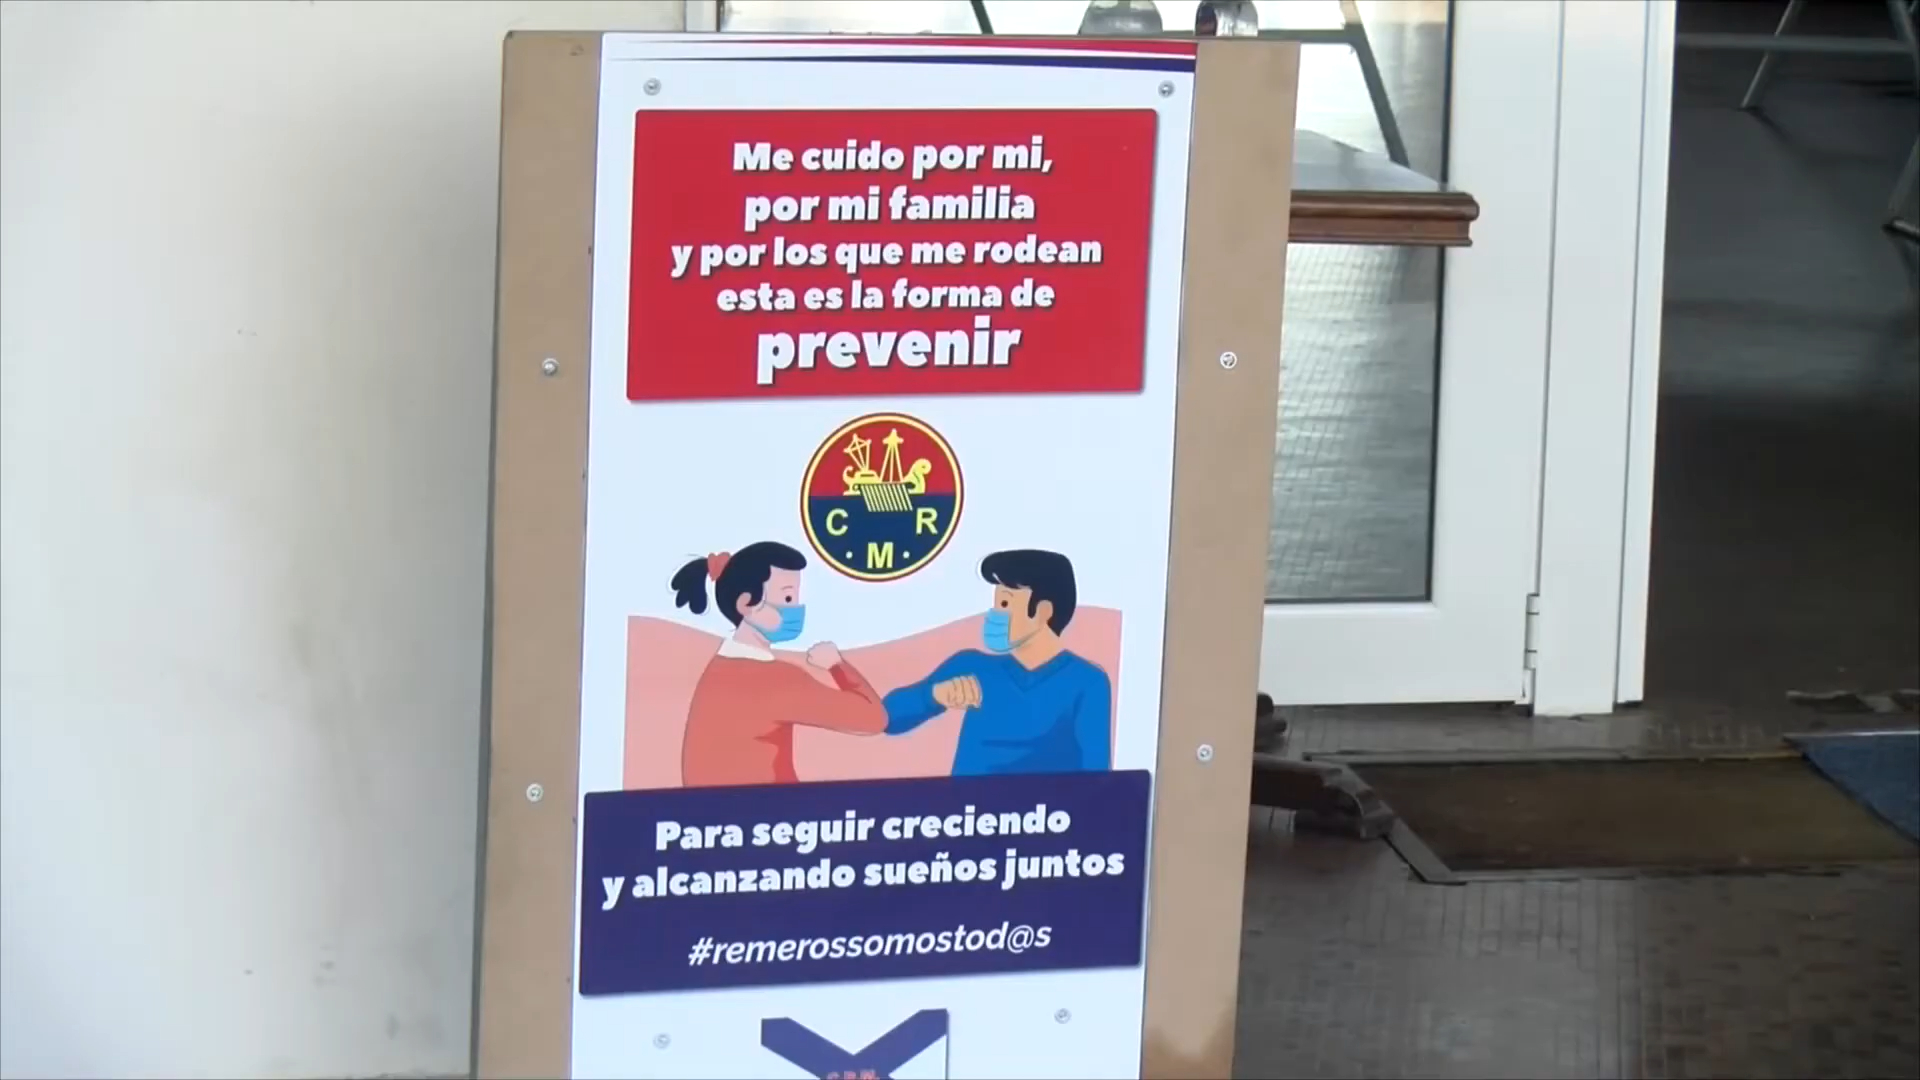 Me cuido por mi,
por mi familia
y por los que me rodean
esta es la forma de
prevenir
C R
· M ·
Para seguir creciendo
y alcanzando sueños juntos
#remerossomostod@s